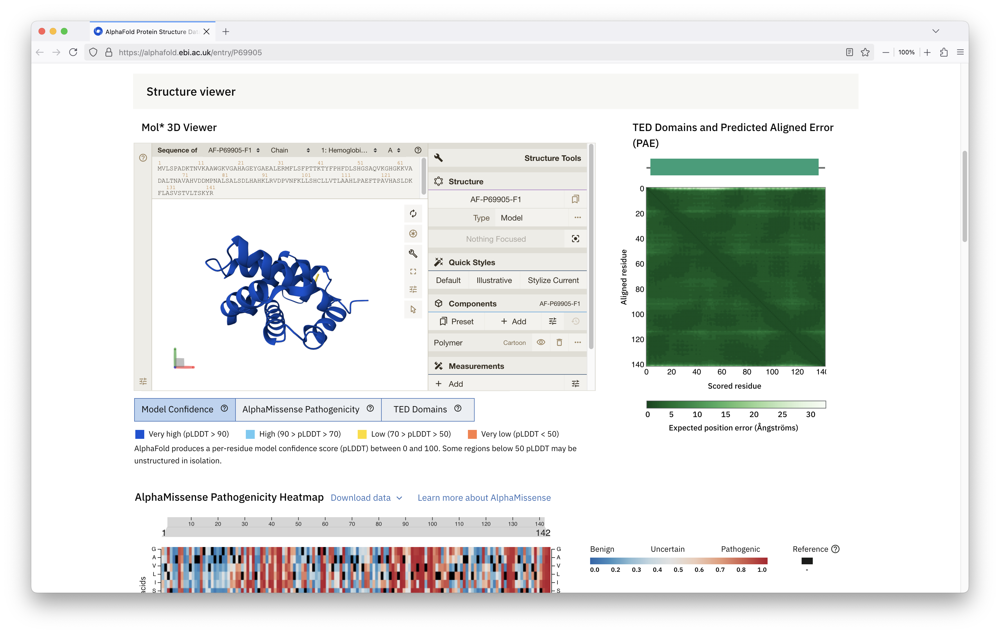 AlphaFold Protein Structure Data
https://alphafold.ebi.ac.uk/entry/P69905
100%
Structure viewer
Mol* 3D Viewer
Sequence of AF-P69905-F1 Chain 1: Hemoglobi... A
1 11 21 31 41 51 61
MVLSPADKTNVKAAWGKVGAHAGEYGAEALERMFLSFPTTKTYFPHFDLSHGSAQVKGHGKKVA
71 81 91 101 111 121
DALTNAVAHVDDMPNALSALSDLHAHKLRVDPVNFKLLSHCLLVTLAAHLPAEFTPAVHASLDK
131 141
FLASVSTVLTSKYR
Structure Tools
Structure
AF-P69905-F1
Type Model
Nothing Focused
Quick Styles
Default Illustrative Stylize Current
Components AF-P69905-F1
Preset + Add
Polymer Cartoon
Measurements
+ Add
TED Domains and Predicted Aligned Error
(PAE)
0
20
40
60
80
100
120
140
Aligned residue
0 20 40 60 80 100 120 140
Scored residue
0 5 10 15 20 25 30
Expected position error (Ångströms)
Model Confidence AlphaMissense Pathogenicity TED Domains
Very high (pLDDT > 90) High (90 > pLDDT > 70) Low (70 > pLDDT > 50) Very low (pLDDT < 50)
AlphaFold produces a per-residue model confidence score (pLDDT) between 0 and 100. Some regions below 50 pLDDT may be
unstructured in isolation.
AlphaMissense Pathogenicity Heatmap Download data Learn more about AlphaMissense
10 20 30 40 50 60 70 80 90 100 110 120 130 140
1 142
G G
A A
V V
L L
I I
S S
acids
Benign Uncertain Pathogenic Reference
0.0 0.2 0.3 0.4 0.5 0.6 0.7 0.8 1.0 -